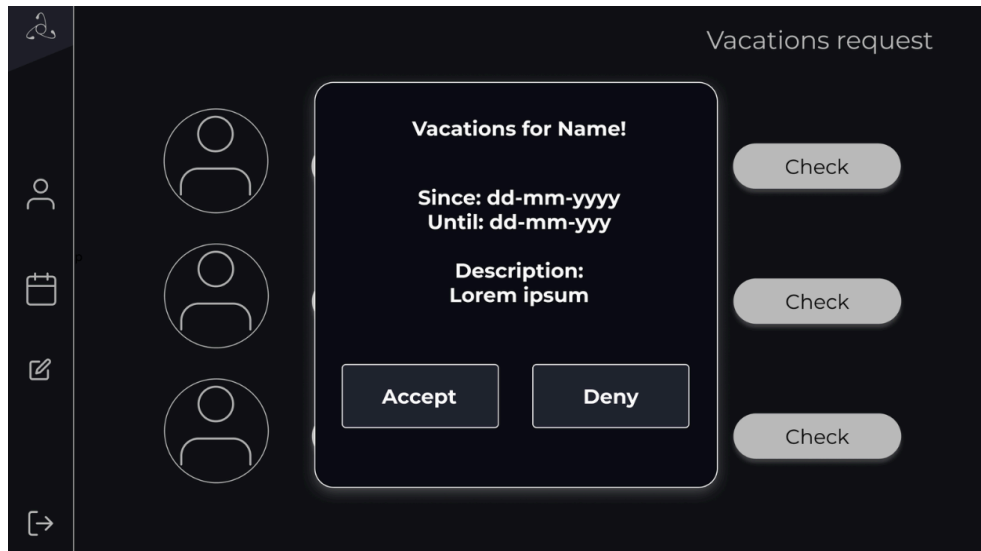 Vacations request
Vacations for Name!
Since: dd-mm-yyyy
Until: dd-mm-yyy
Description:
Lorem ipsum
Accept
Deny
Check
Check
Check